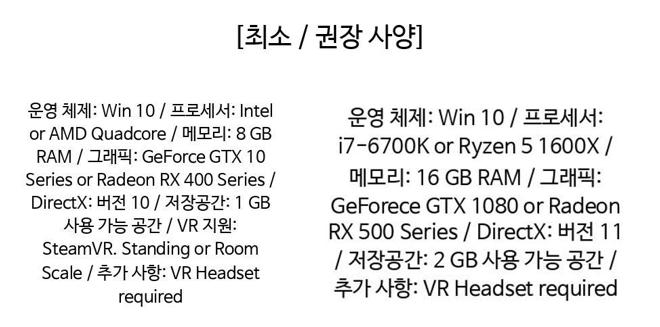 [최소 / 권장 사양]
운영 체제: Win 10 / 프로세서: Intel
or AMD Quadcore / 메모리: 8 GB
RAM / 그래픽: GeForce GTX 10
Series or Radeon RX 400 Series /
DirectX: 버전 10 / 저장공간: 1 GB
사용 가능 공간 / VR 지원:
SteamVR. Standing or Room
Scale / 추가 사항: VR Headset
required
운영 체제: Win 10 / 프로세서:
i7-6700K or Ryzen 5 1600X /
메모리: 16 GB RAM / 그래픽:
GeForece GTX 1080 or Radeon
RX 500 Series / DirectX: 버전 11
/ 저장공간: 2 GB 사용 가능 공간 /
추가 사항: VR Headset required